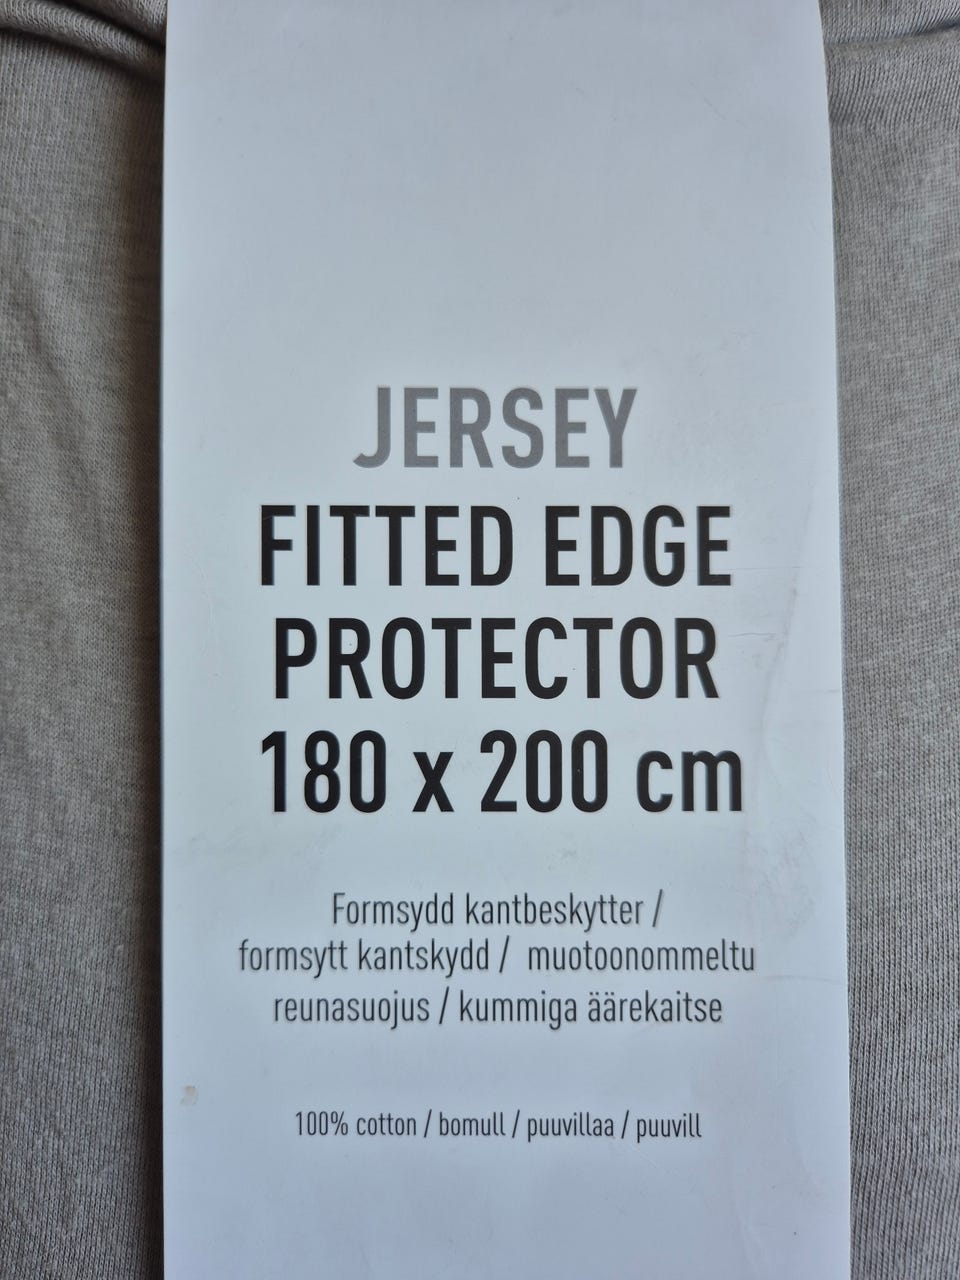 JERSEY
FITTED EDGE
PROTECTOR
180 x 200 cm
Formsydd kantbeskytter /
formsytt kantskydd / muotoonommeltu
reunasuojus / kummiga äärekaitse
100% cotton / bomull / puuvillaa / puuvill